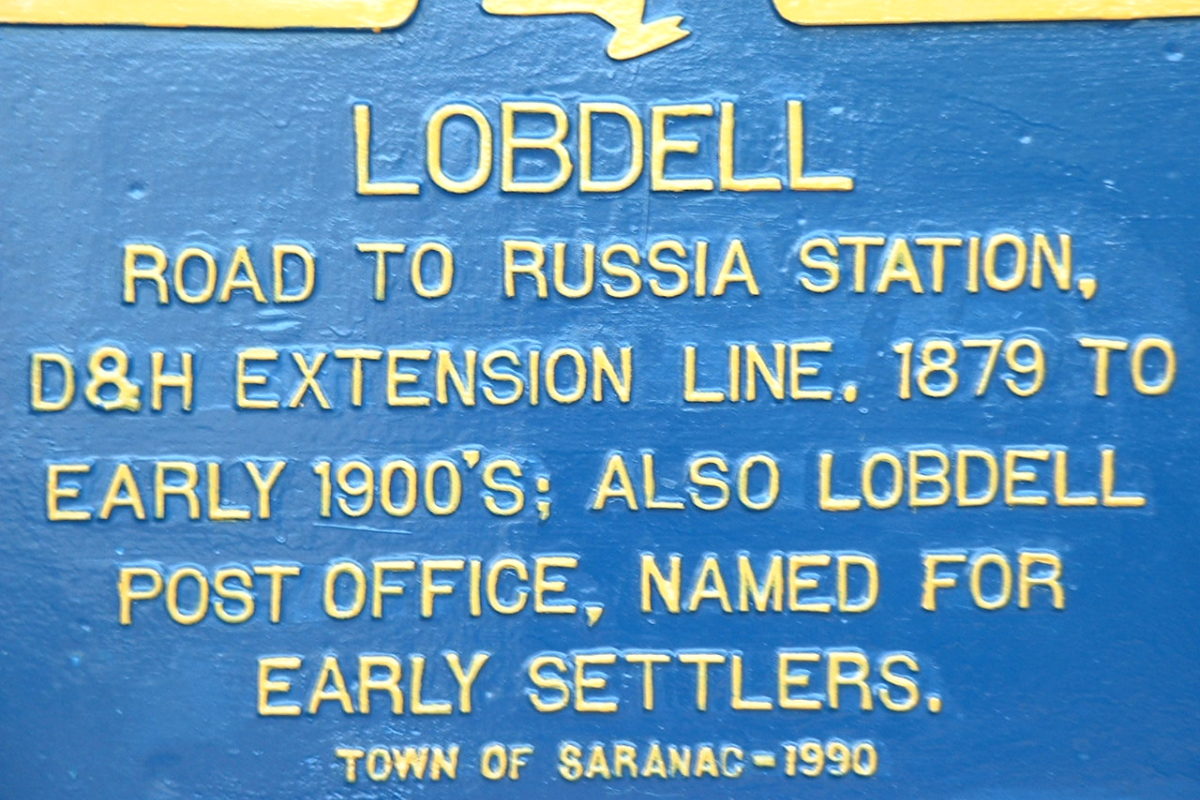 LOBDELL
ROAD TO RUSSIA STATION,
D&H EXTENSION LINE. 1879 TO
EARLY 1900'S; ALSO LOBDELL
POST OFFICE, NAMED FOR
EARLY SETTLERS.
TOWN OF SARANAC-1990